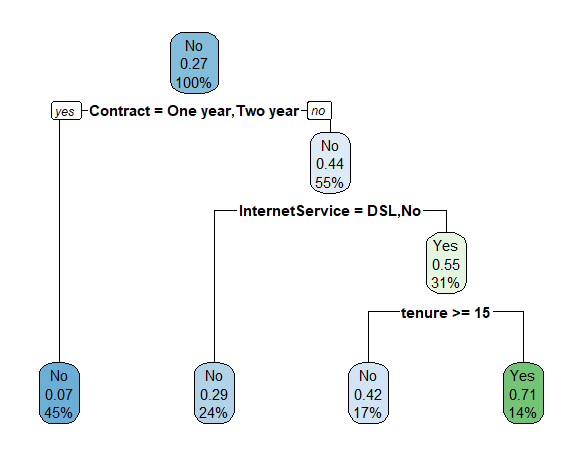 No
0.27
100%
yes Contract = One year,Two year no
No
0.44
55%
InternetService = DSL,No
Yes
0.55
31%
tenure >= 15
No
0.07
45%
No
0.29
24%
No
0.42
17%
Yes
0.71
14%